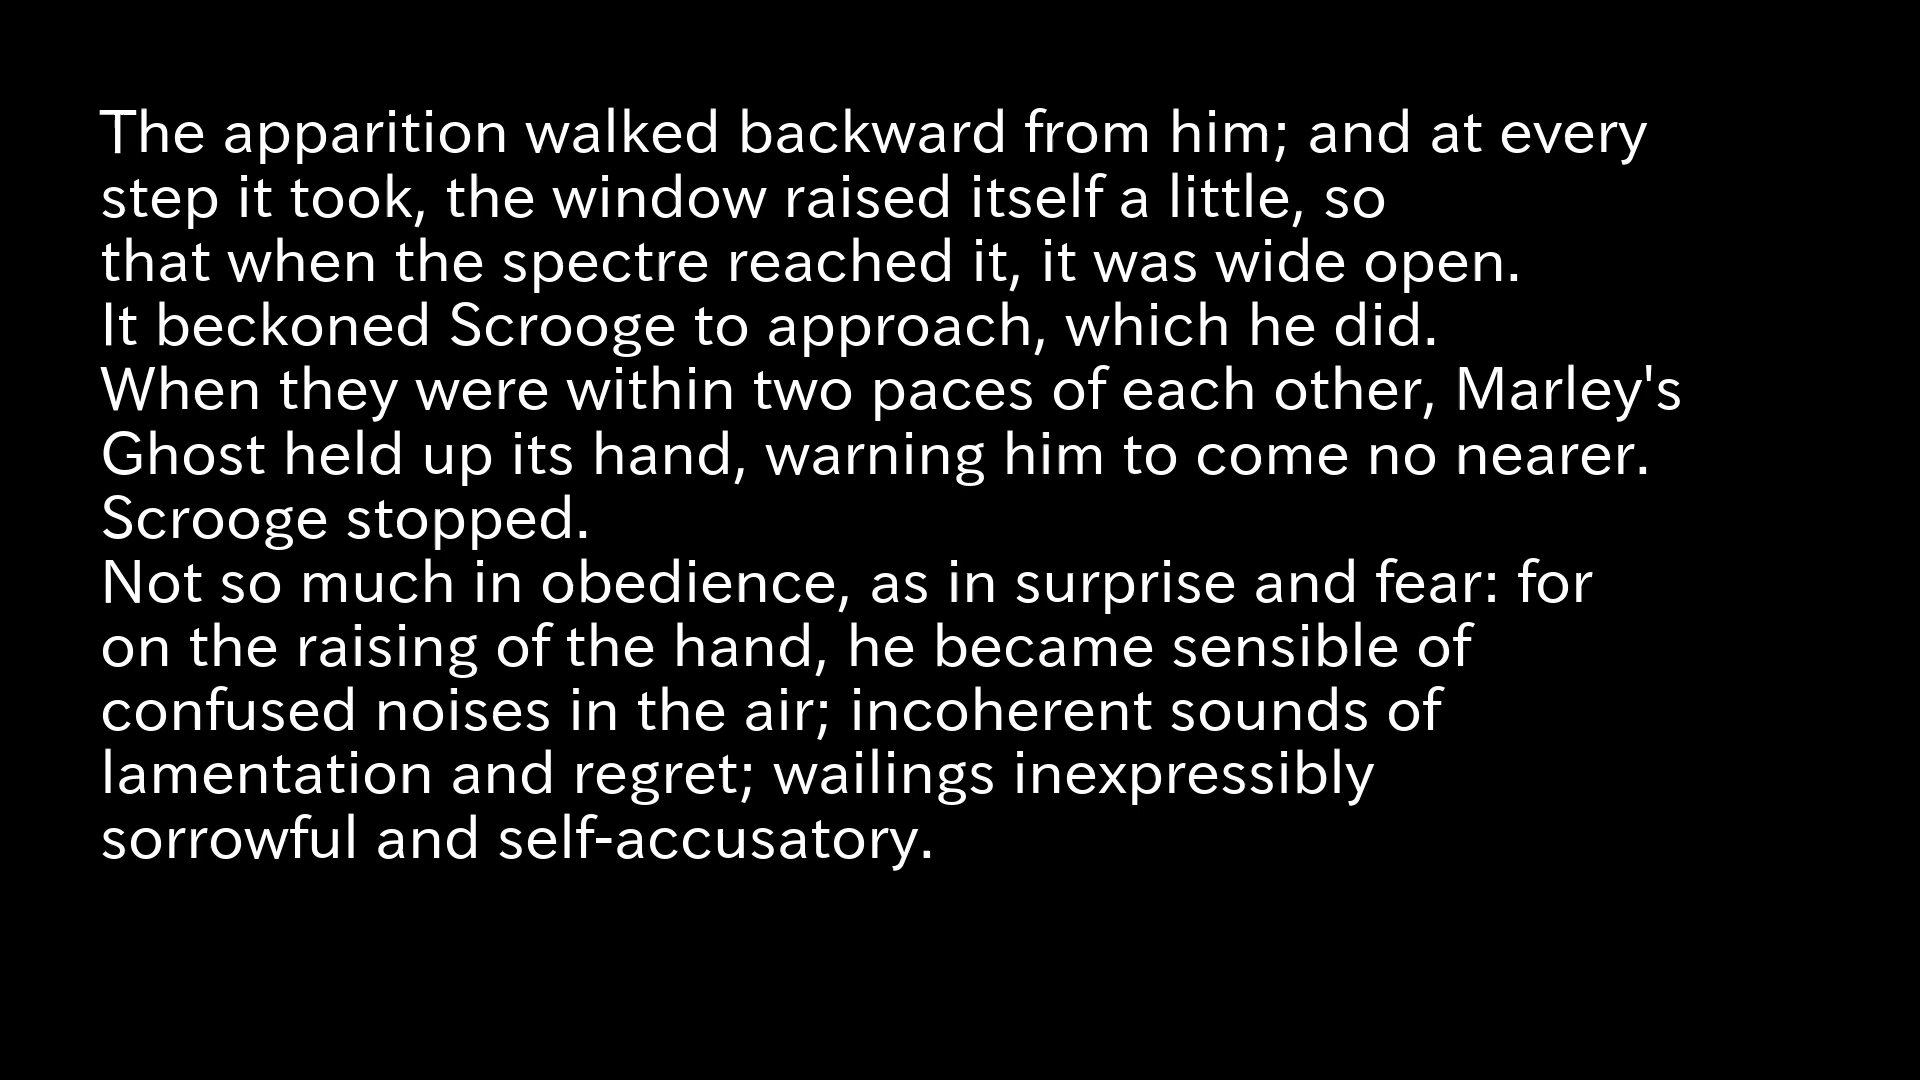 The apparition walked backward from him; and at every
step it took, the window raised itself a little, so
that when the spectre reached it, it was wide open.
It beckoned Scrooge to approach, which he did.
When they were within two paces of each other, Marley's
Ghost held up its hand, warning him to come no nearer.
Scrooge stopped.
Not so much in obedience, as in surprise and fear: for
on the raising of the hand, he became sensible of
confused noises in the air; incoherent sounds of
lamentation and regret; wailings inexpressibly
sorrowful and self-accusatory.